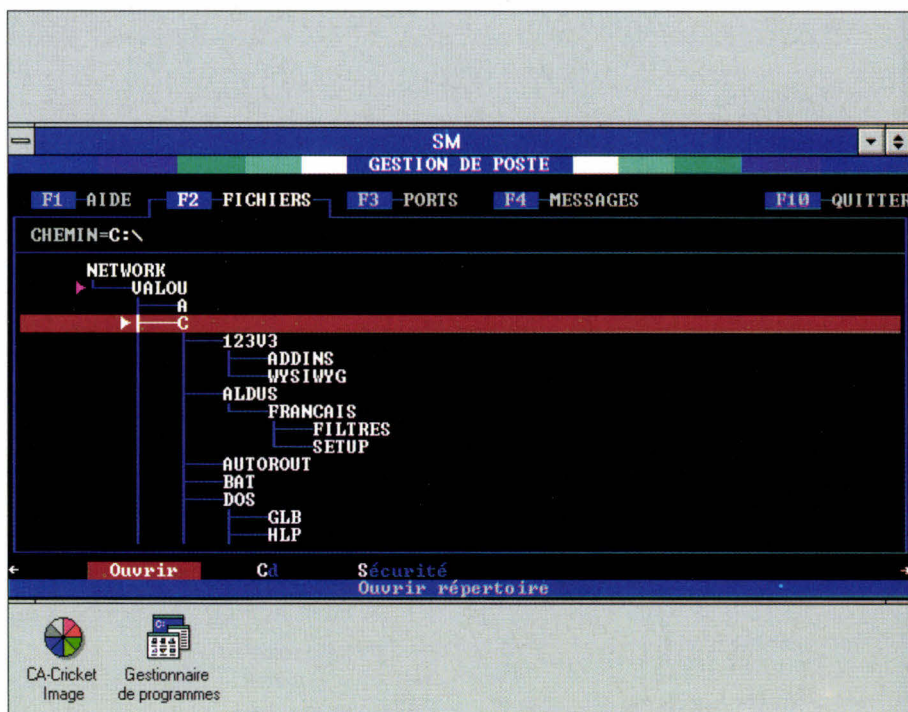 SM
GESTION DE POSTE
F1 AIDE F2 FICHIERS F3 PORTS F4 MESSAGES F10 QUITTER
CHEMIN=C:\
NETWORK
VALOU
A
C
123V3
ADDINS
WYSIWYG
ALDUS
FRANCAIS
FILTRES
SETUP
AUTOROUT
BAT
DOS
GLB
HLP
Ouvrir Cd Sécurité
Ouvrir répertoire
C:
CA-Cricket Image
Gestionnaire de programmes